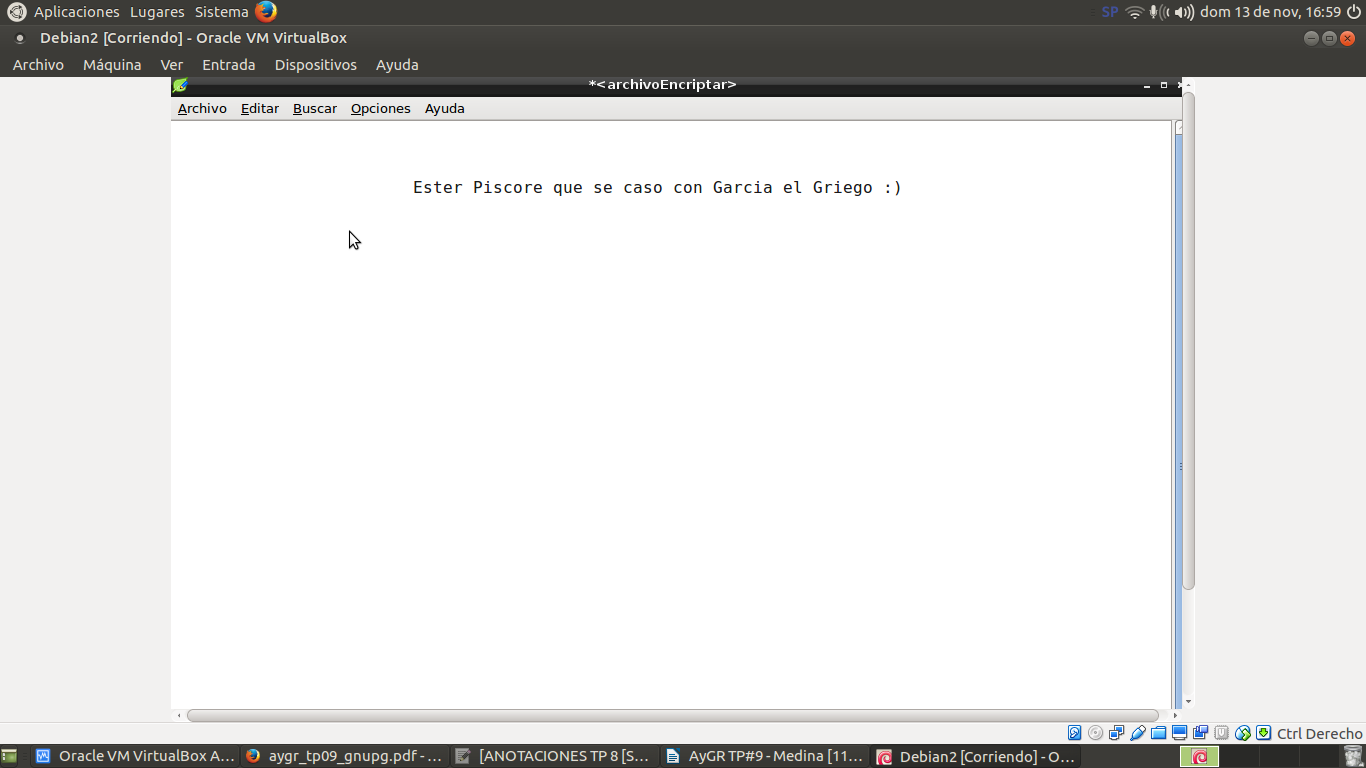 Aplicaciones Lugares Sistema SP dom 13 de nov, 16:59
Debian2 [Corriendo] - Oracle VM VirtualBox
Archivo Máquina Ver Entrada Dispositivos Ayuda
*<archivoEncriptar>
Archivo Editar Buscar Opciones Ayuda
Ester Piscore que se caso con Garcia el Griego :)
Ctrl Derecho
Oracle VM VirtualBox A... aygr_tp09_gnupg.pdf - ... [ANOTACIONES TP 8 [S... AyGR TP#9 - Medina [11... Debian2 [Corriendo] - O...